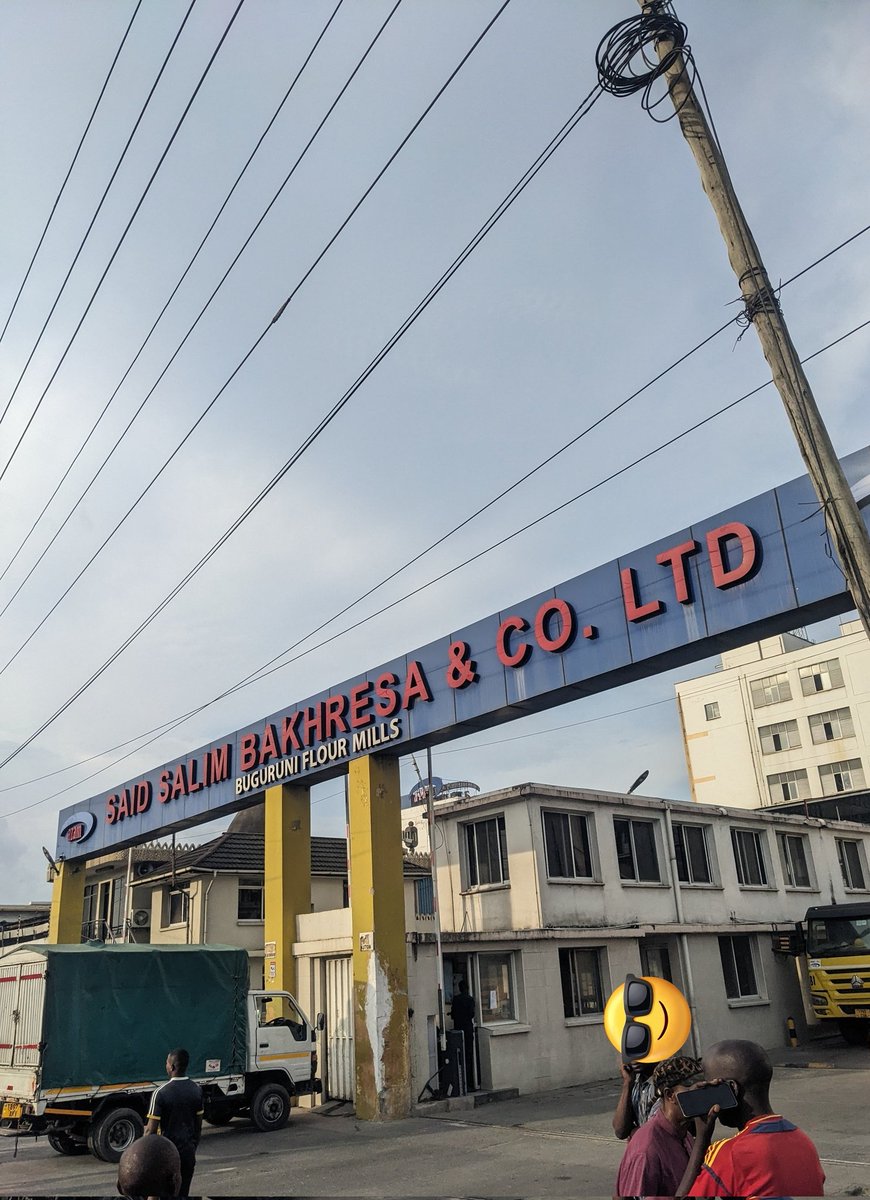 SAID SALIM BAKHRESA & CO. LTD
BUGURUNI FLOUR MILLS